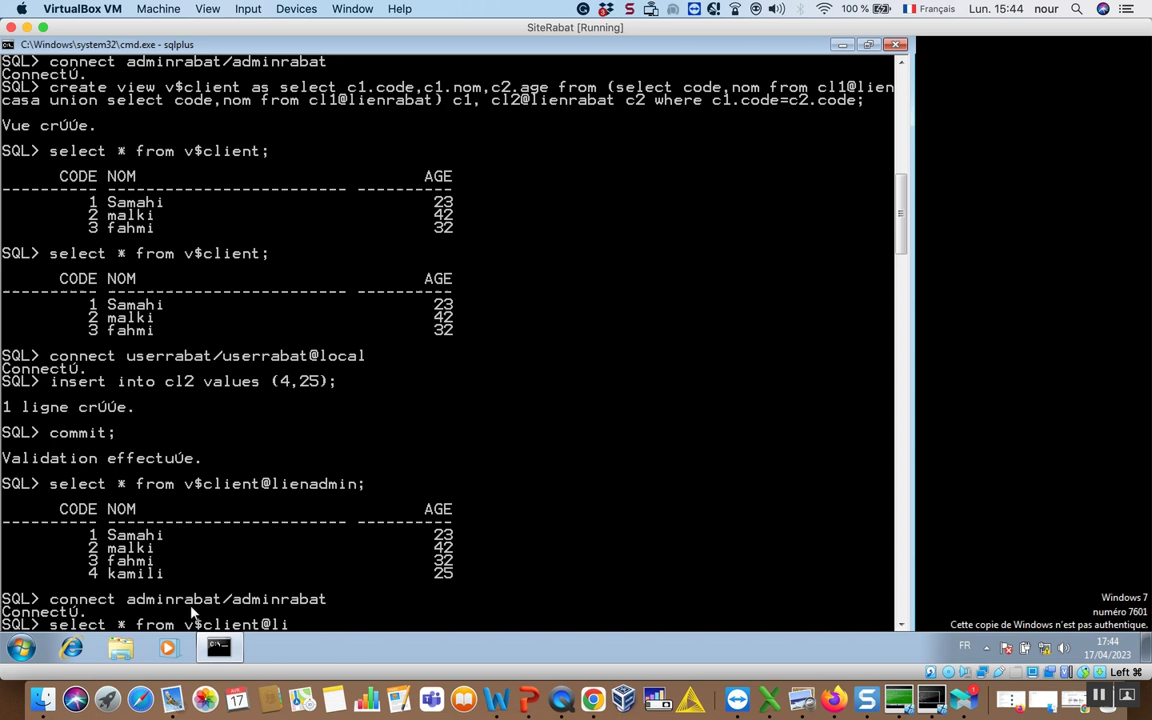 VirtualBox VM Machine View Input Devices Window Help 100 % Français Lun. 15:44 nour
SiteRabat [Running]
C:\Windows\system32\cmd.exe - sqlplus
SQL> connect adminrabat/adminrabat
ConnectÚ.
SQL> create view v$client as select c1.code,c1.nom,c2.age from (select code,nom from cl1@lien
casa union select code,nom from cl1@lienrabat) c1, cl2@lienrabat c2 where c1.code=c2.code;
Vue crÚÚe.
SQL> select * from v$client;
CODE NOM AGE
---------- ------------------------------ ----------
1 Samahi 23
2 malki 42
3 fahmi 32
SQL> select * from v$client;
CODE NOM AGE
---------- ------------------------------ ----------
1 Samahi 23
2 malki 42
3 fahmi 32
SQL> connect userrabat/userrabat@local
ConnectÚ.
SQL> insert into cl2 values (4,25);
1 ligne crÚÚe.
SQL> commit;
Validation effectuÚe.
SQL> select * from v$client@lienadmin;
CODE NOM AGE
---------- ------------------------------ ----------
1 Samahi 23
2 malki 42
3 fahmi 32
4 kamili 25
SQL> connect adminrabat/adminrabat
ConnectÚ.
SQL> select * from v$client@li
Windows 7
numéro 7601
Cette copie de Windows n'est pas authentique.
FR
17:44
17/04/2023
Left ⌘